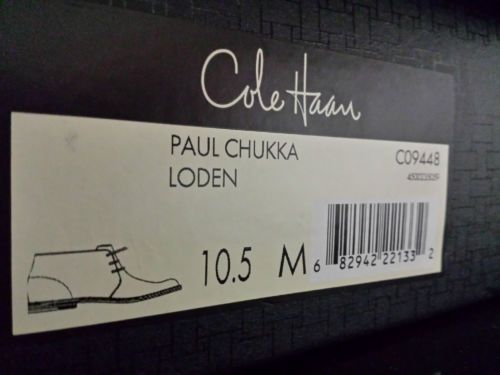 Cole Haan
PAUL CHUKKA
C09448
LODEN
10.5 M
6 82942 22133 2